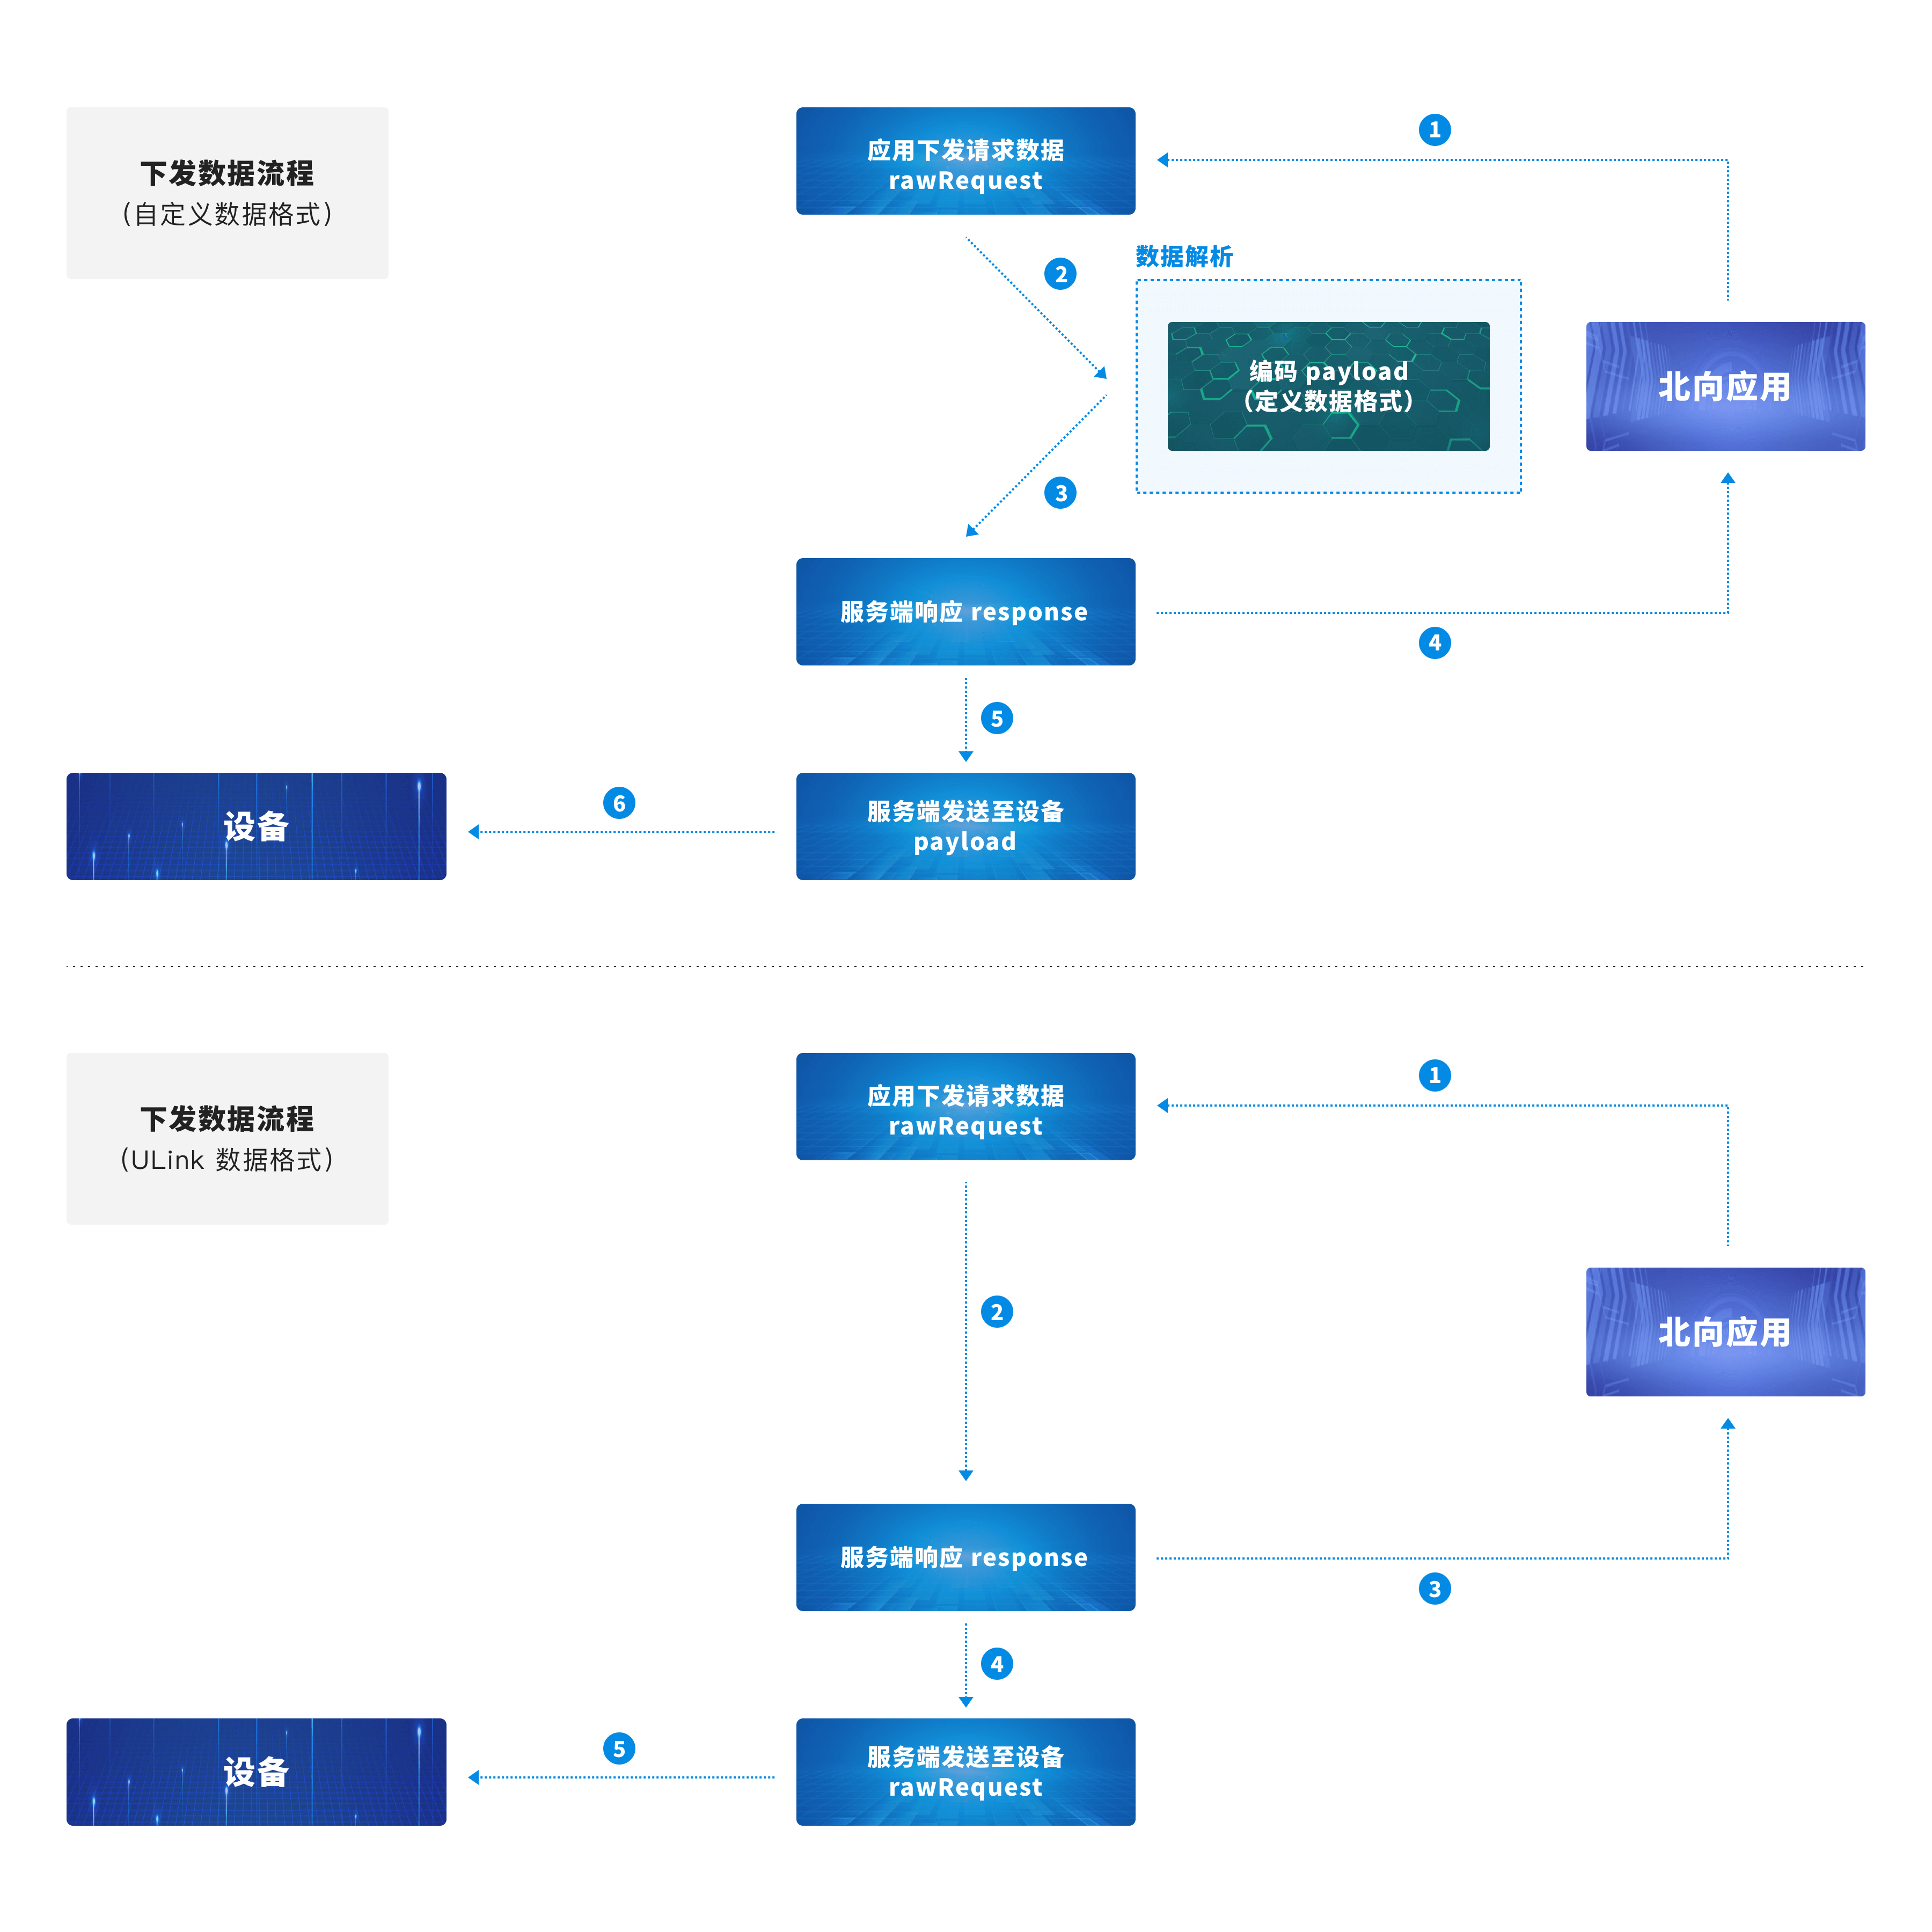 下发数据流程
（自定义数据格式）
应用下发请求数据
rawRequest
1
2
数据解析
编码 payload
（定义数据格式）
北向应用
3
服务端响应 response
4
5
设备
6
服务端发送至设备
payload
下发数据流程
（ULink 数据格式）
应用下发请求数据
rawRequest
1
2
北向应用
服务端响应 response
3
4
设备
5
服务端发送至设备
rawRequest